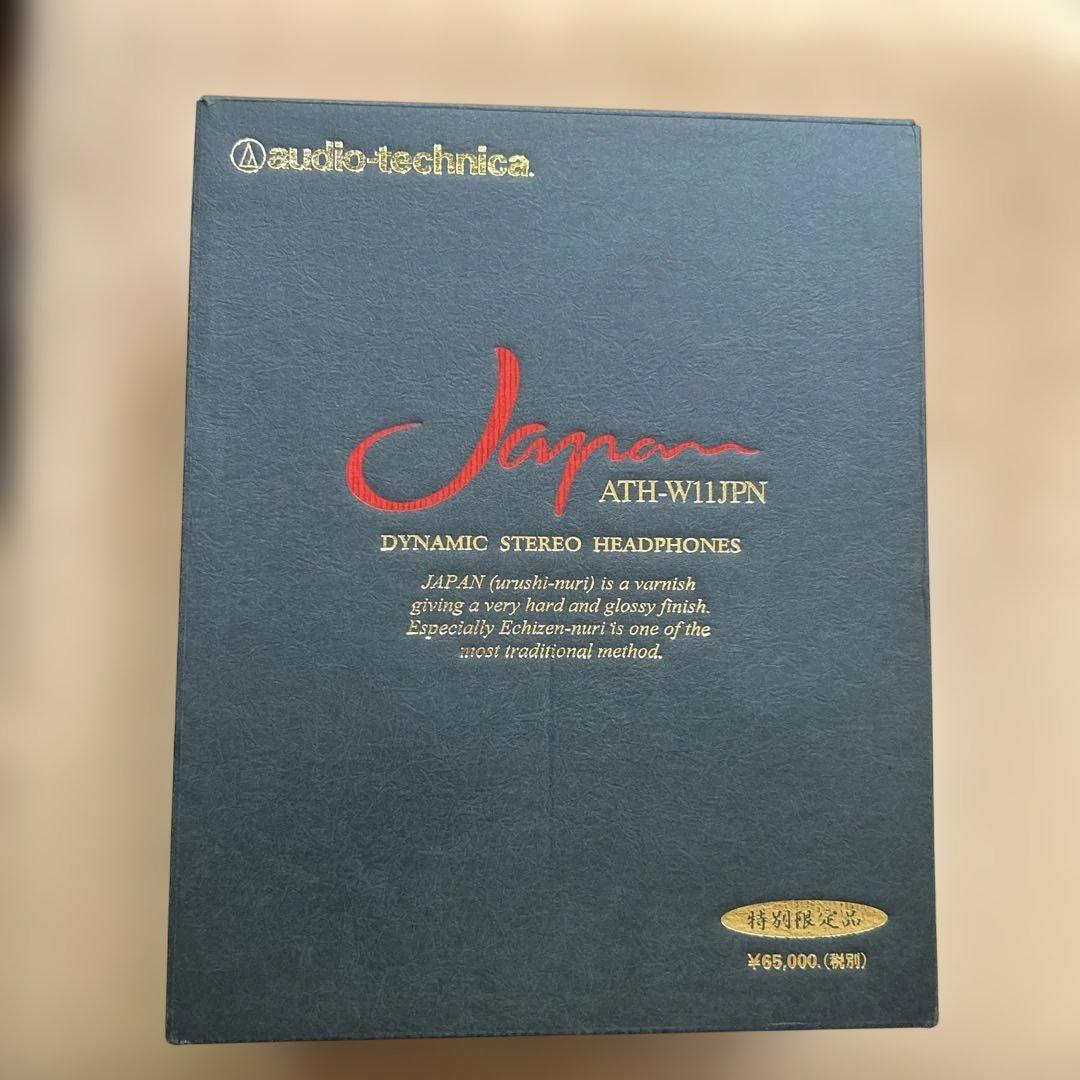 audio-technica.
Japan
ATH-W11JPN
DYNAMIC STEREO HEADPHONES
JAPAN (urushi-nuri) is a varnish
giving a very hard and glossy finish.
Especially Echizen-nuri is one of the
most traditional method.
特別限定品
¥65,000.(税別)